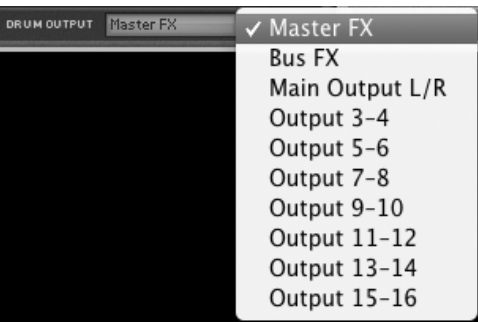 DRUM OUTPUT Master FX
✓ Master FX
Bus FX
Main Output L/R
Output 3-4
Output 5-6
Output 7-8
Output 9-10
Output 11-12
Output 13-14
Output 15-16